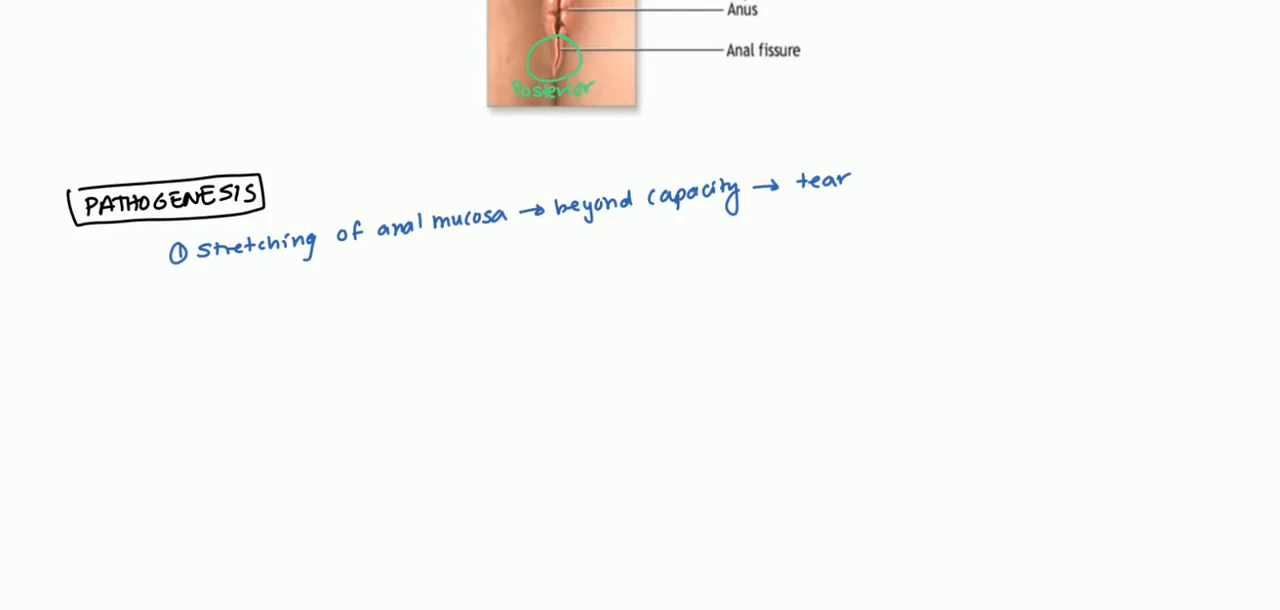 Anus
Anal fissure
Posterior
PATHOGENESIS
① stretching of anal mucosa → beyond capacity → tear